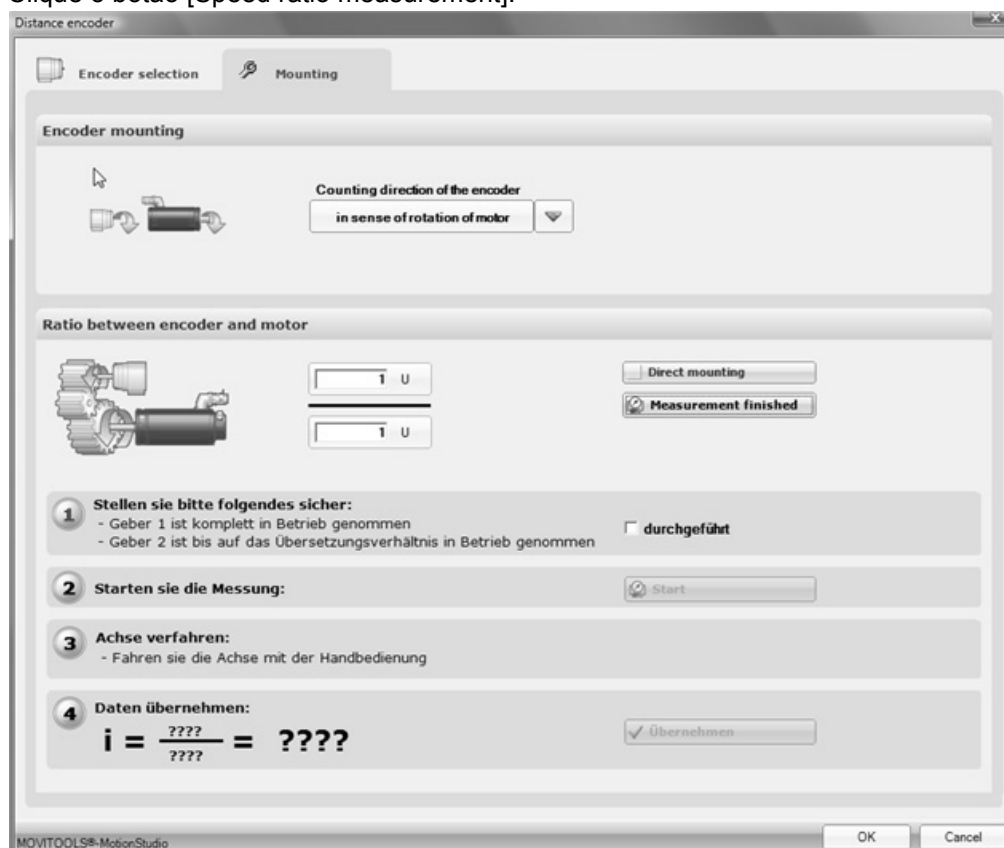 Clique o botão [Speed ratio measurement].
Distance encoder
Encoder selection
Mounting
Encoder mounting
Counting direction of the encoder
in sense of rotation of motor
Ratio between encoder and motor
1 U
1 U
Direct mounting
Measurement finished
1 Stellen sie bitte folgendes sicher:
- Geber 1 ist komplett in Betrieb genommen
- Geber 2 ist bis auf das Übersetzungsverhältnis in Betrieb genommen
durchgeführt
2 Starten sie die Messung:
Start
3 Achse verfahren:
- Fahren sie die Achse mit der Handbedienung
4 Daten übernehmen:
i = ????/???? = ????
Übernehmen
OK
Cancel
MOVITOOLS®-MotionStudio